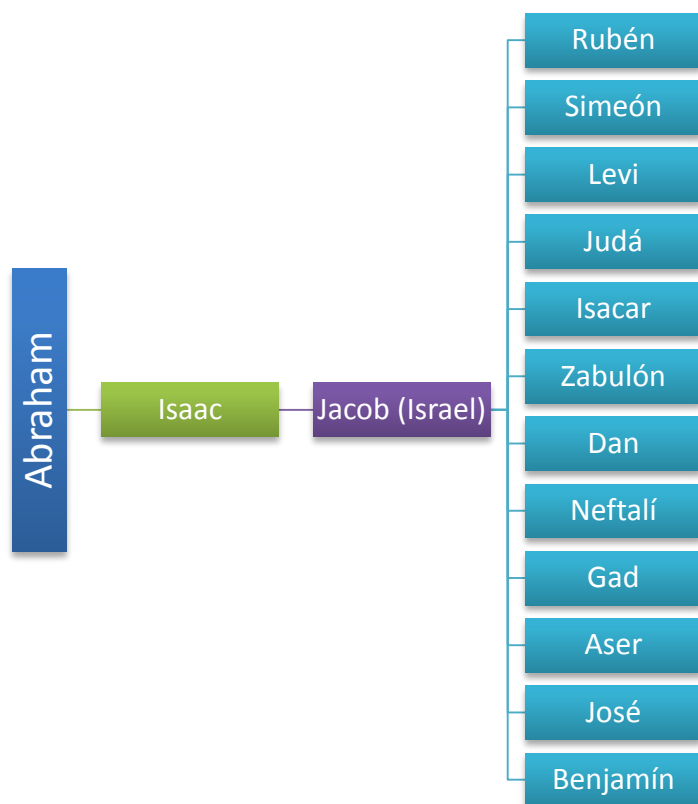 Abraham
Isaac
Jacob (Israel)
Rubén
Simeón
Levi
Judá
Isacar
Zabulón
Dan
Neftalí
Gad
Aser
José
Benjamín